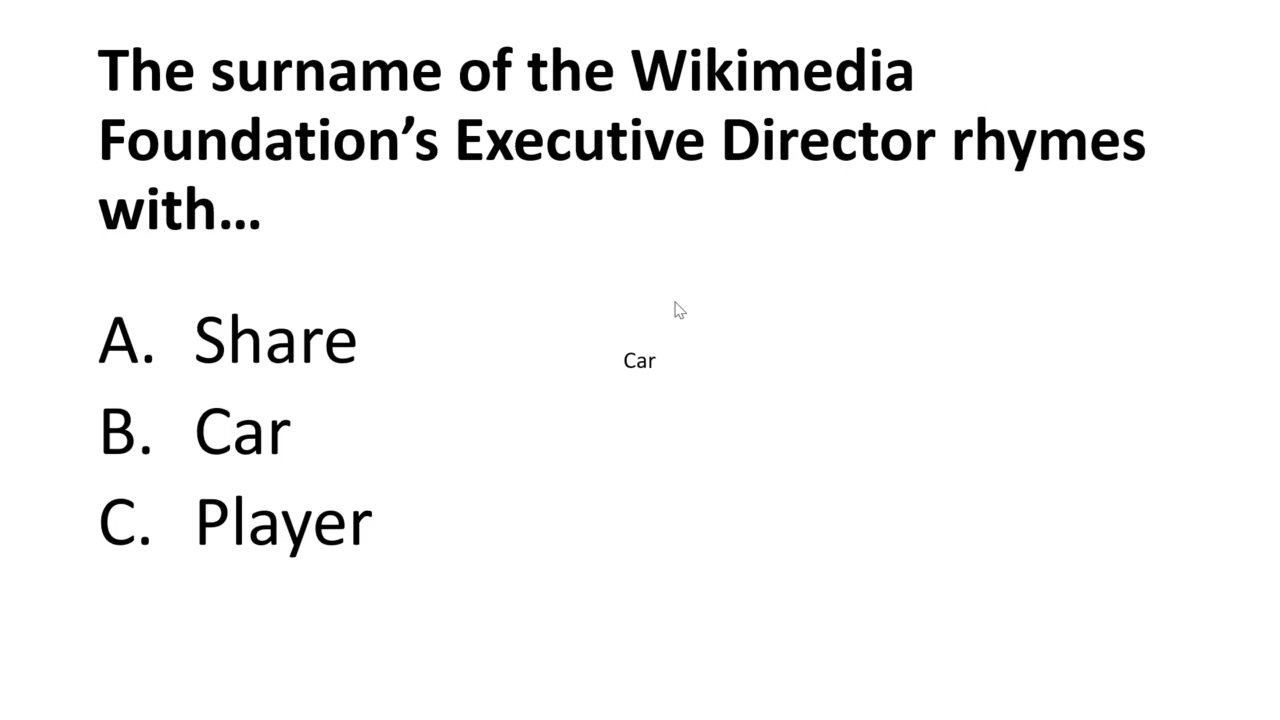 The surname of the Wikimedia
Foundation’s Executive Director rhymes
with…
A. Share
Car
B. Car
C. Player